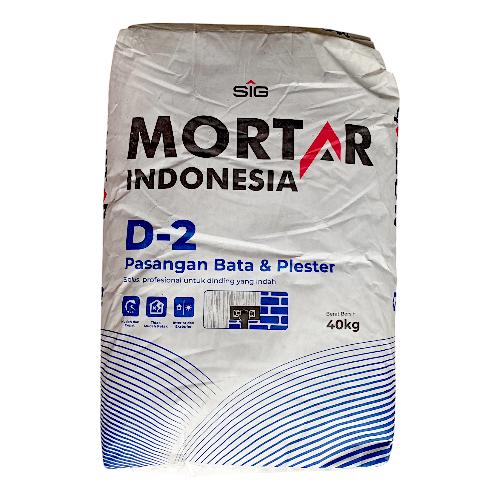 SIG
MORTAR
INDONESIA
D-2
Pasangan Bata & Plester
Solusi profesional untuk dinding yang indah
Berat Bersih
40kg